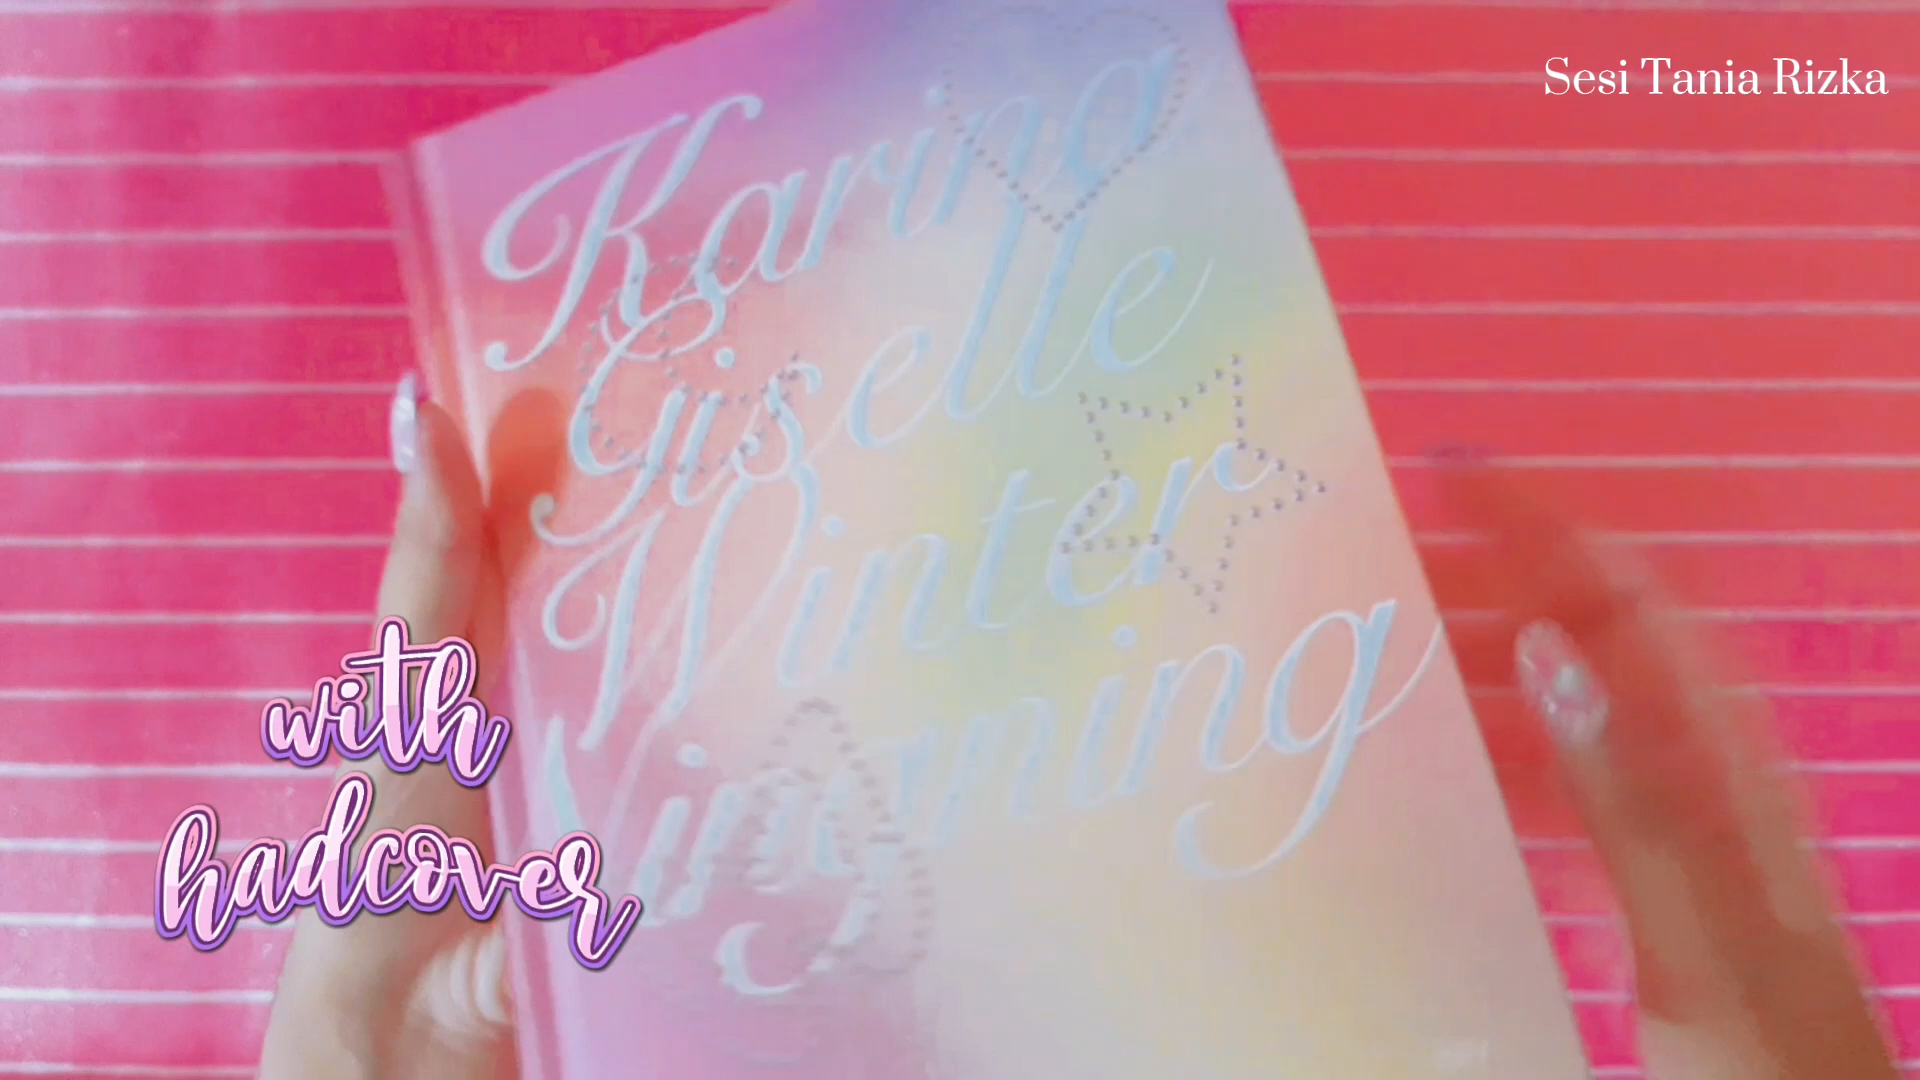 Sesi Tania Rizka
Karina
Giselle
Winter
Ningning
with
hadcover